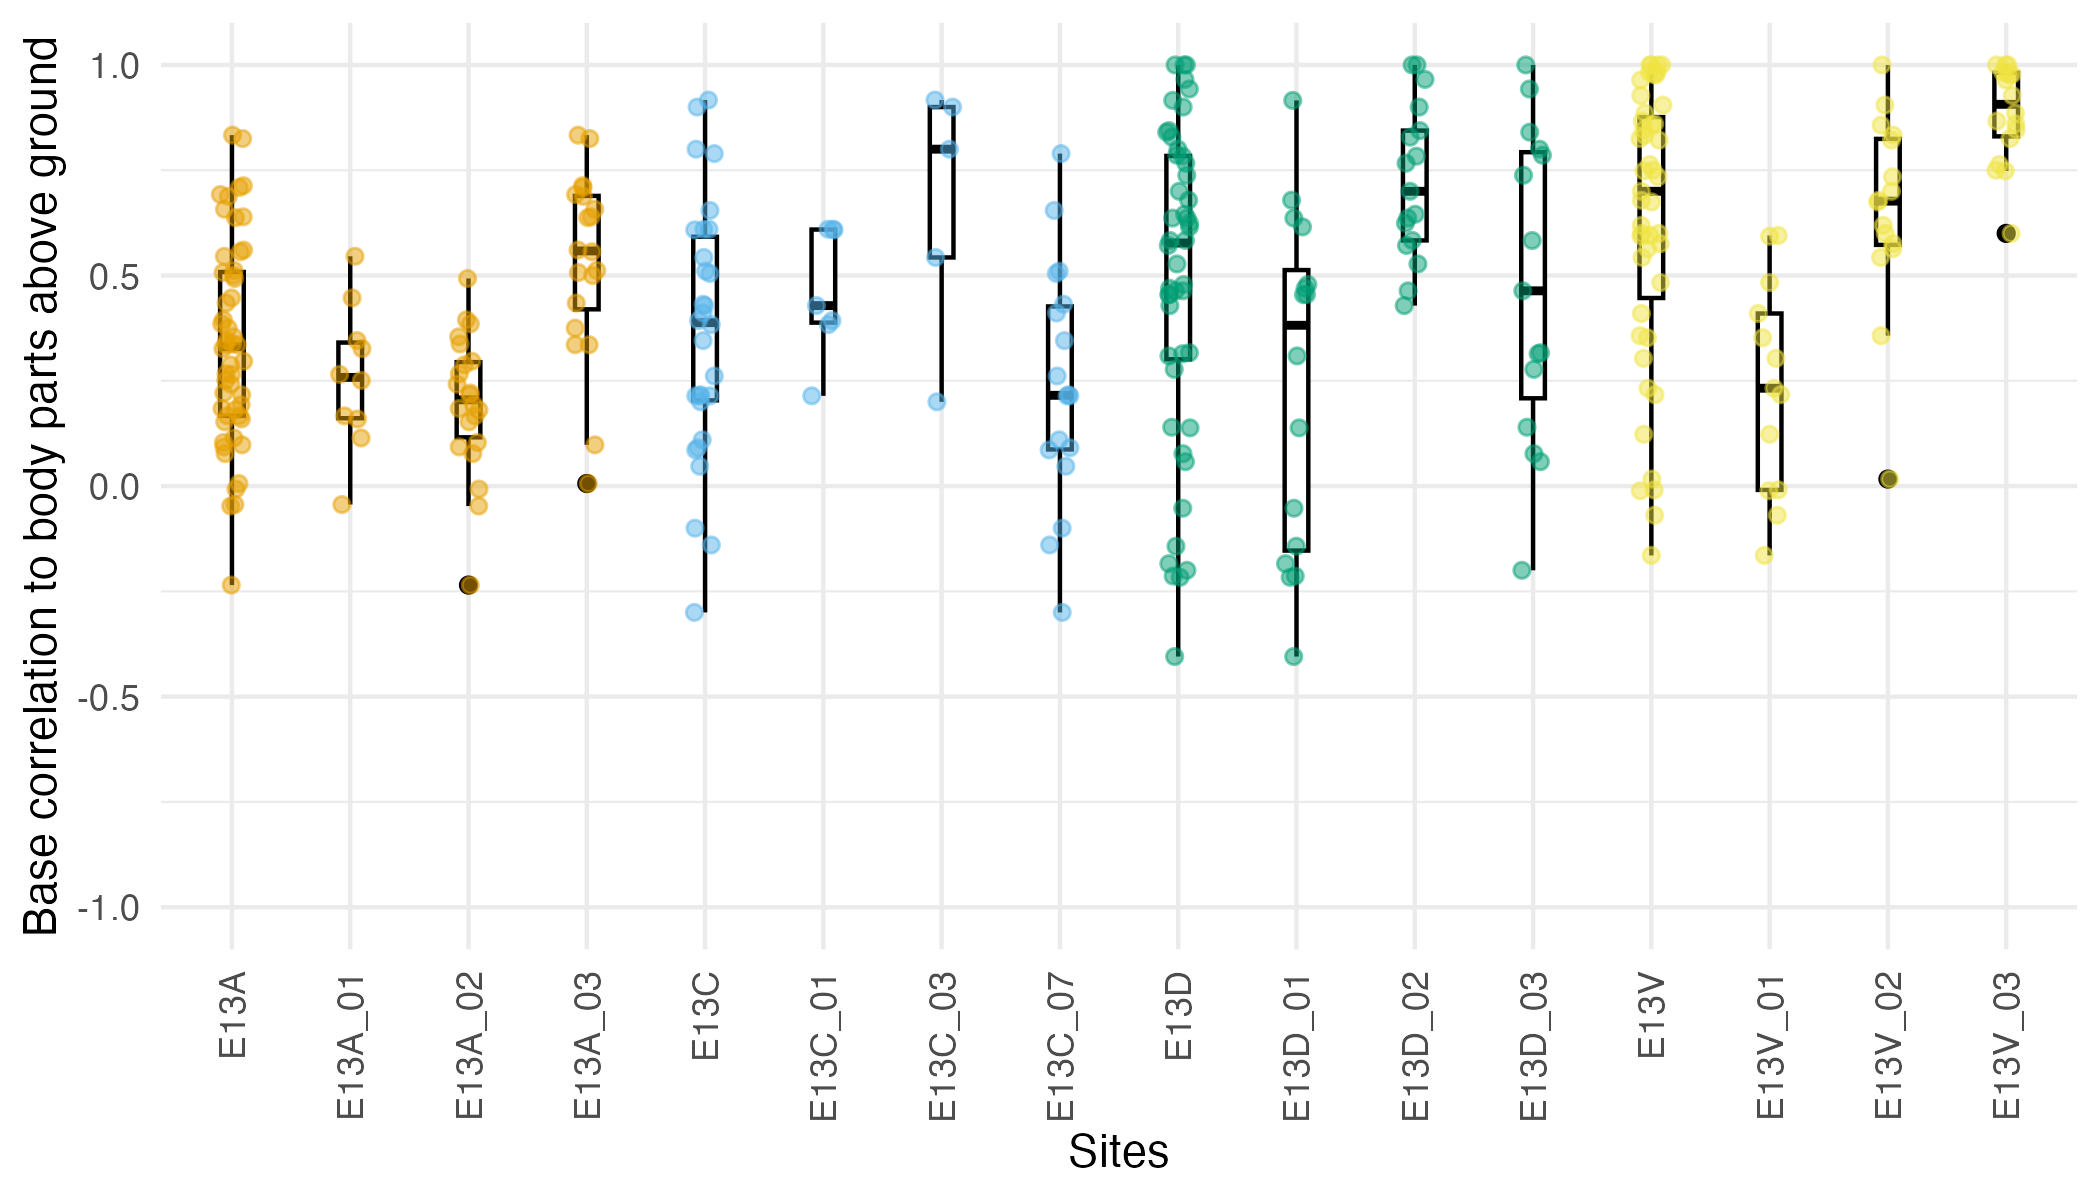 Base correlation to body parts above ground
1.0
0.5
0.0
-0.5
-1.0
E13A
E13A_01
E13A_02
E13A_03
E13C
E13C_01
E13C_03
E13C_07
E13D
E13D_01
E13D_02
E13D_03
E13V
E13V_01
E13V_02
E13V_03
Sites